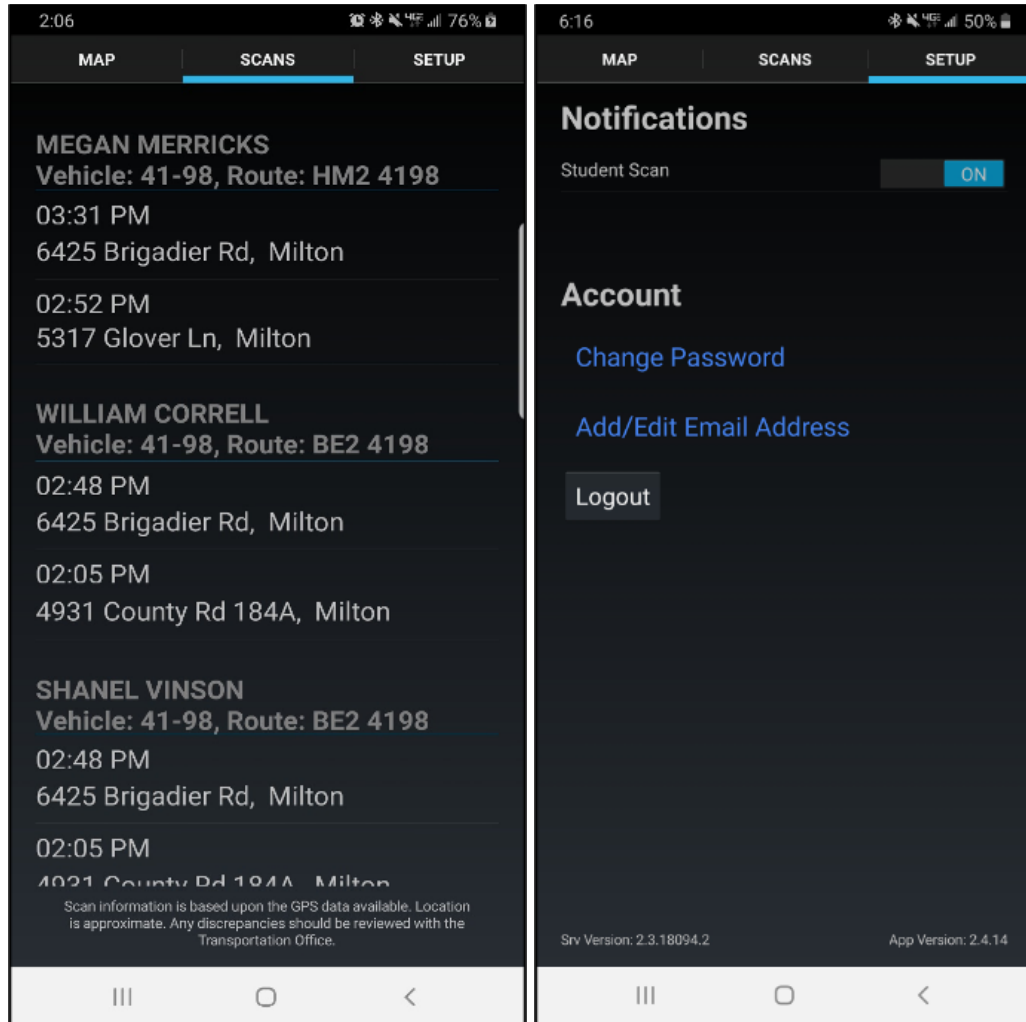 2:06
76%
MAP
SCANS
SETUP
MEGAN MERRICKS
Vehicle: 41-98, Route: HM2 4198
03:31 PM
6425 Brigadier Rd, Milton
02:52 PM
5317 Glover Ln, Milton
WILLIAM CORRELL
Vehicle: 41-98, Route: BE2 4198
02:48 PM
6425 Brigadier Rd, Milton
02:05 PM
4931 County Rd 184A, Milton
SHANEL VINSON
Vehicle: 41-98, Route: BE2 4198
02:48 PM
6425 Brigadier Rd, Milton
02:05 PM
4931 County Rd 184A, Milton
Scan information is based upon the GPS data available. Location
is approximate. Any discrepancies should be reviewed with the
Transportation Office.
6:16
50%
MAP
SCANS
SETUP
Notifications
Student Scan
ON
Account
Change Password
Add/Edit Email Address
Logout
Srv Version: 2.3.18094.2
App Version: 2.4.14